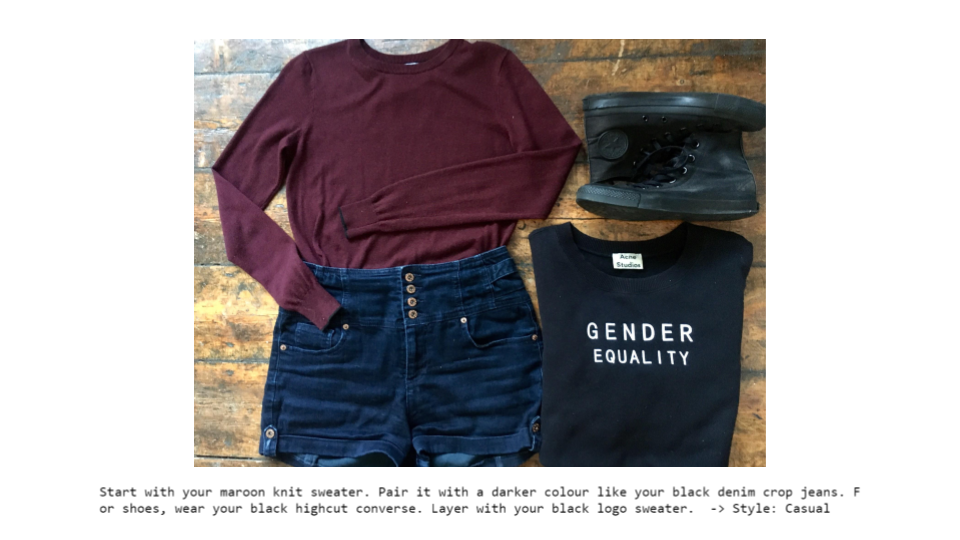 Acne
Studios
GENDER
EQUALITY
Start with your maroon knit sweater. Pair it with a darker colour like your black denim crop jeans. F
or shoes, wear your black highcut converse. Layer with your black logo sweater.  -> Style: Casual